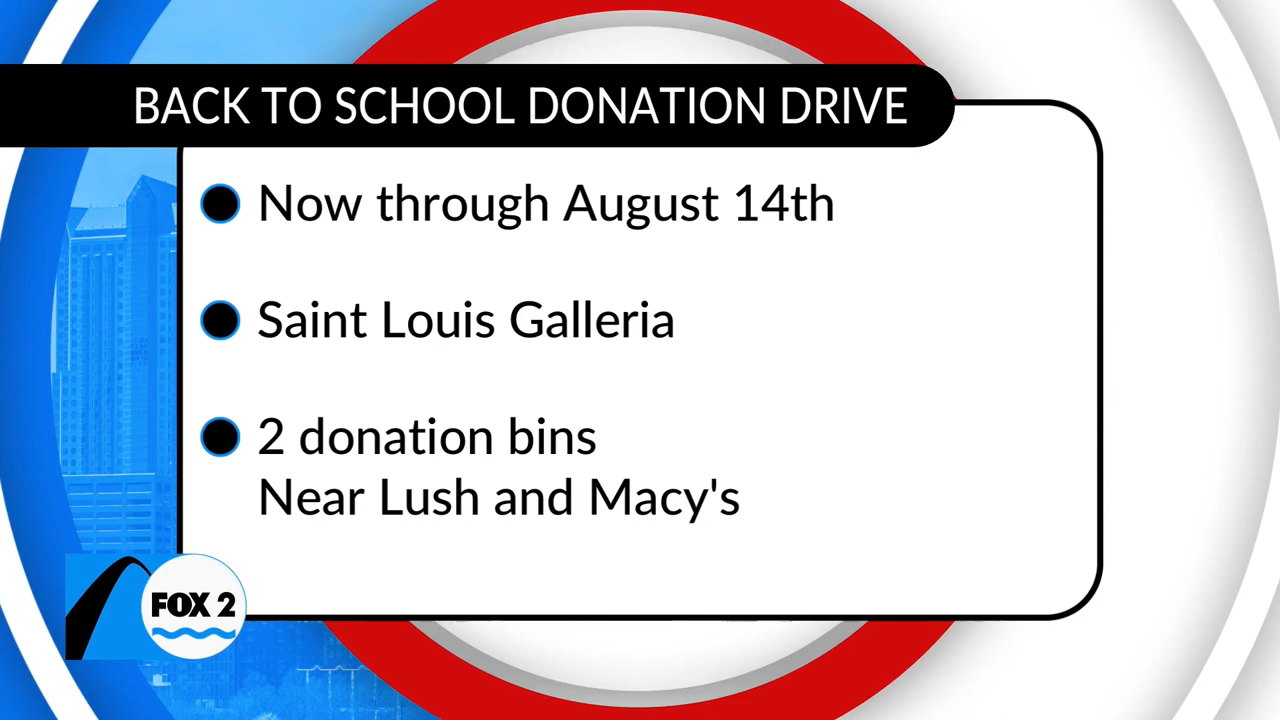 BACK TO SCHOOL DONATION DRIVE
Now through August 14th
Saint Louis Galleria
2 donation bins
Near Lush and Macy's
FOX 2